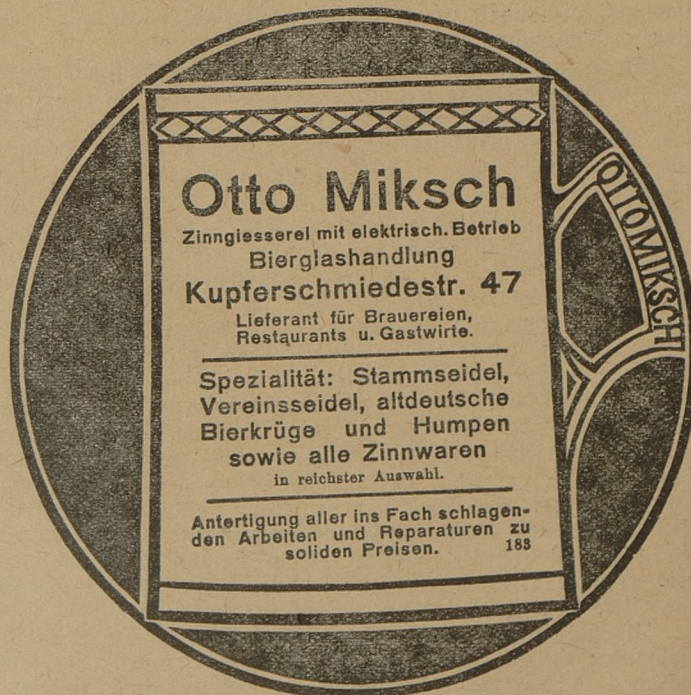 Otto Miksch
Zinngiesserei mit elektrisch. Betrieb
Bierglashandlung
Kupferschmiedestr. 47
Lieferant für Brauereien,
Restaurants u. Gastwirte.
Spezialität: Stammseidel,
Vereinsseidel, altdeutsche
Bierkrüge und Humpen
sowie alle Zinnwaren
in reichster Auswahl.
Antertigung aller ins Fach schlagen-
den Arbeiten und Reparaturen zu
soliden Preisen. 183
OTTO MIKSCH